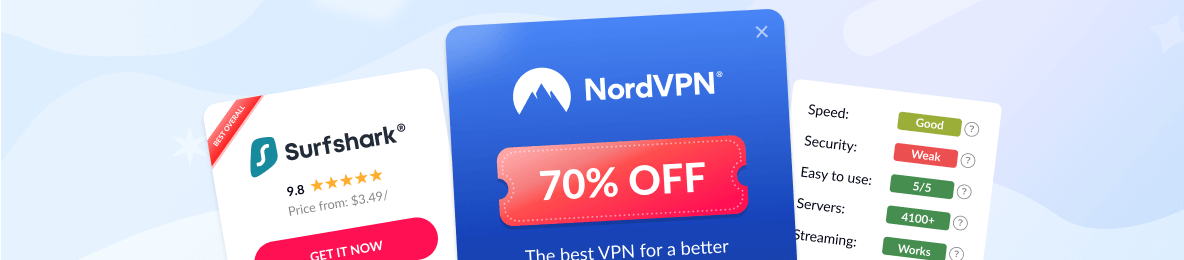 BEST OVERALL
Surfshark®
9.8
Price from: $3.49/
GET IT NOW
NordVPN®
70% OFF
The best VPN for a better
Speed: Good ?
Security: Weak ?
Easy to use: 5/5 ?
Servers: 4100+ ?
Streaming: Works ?